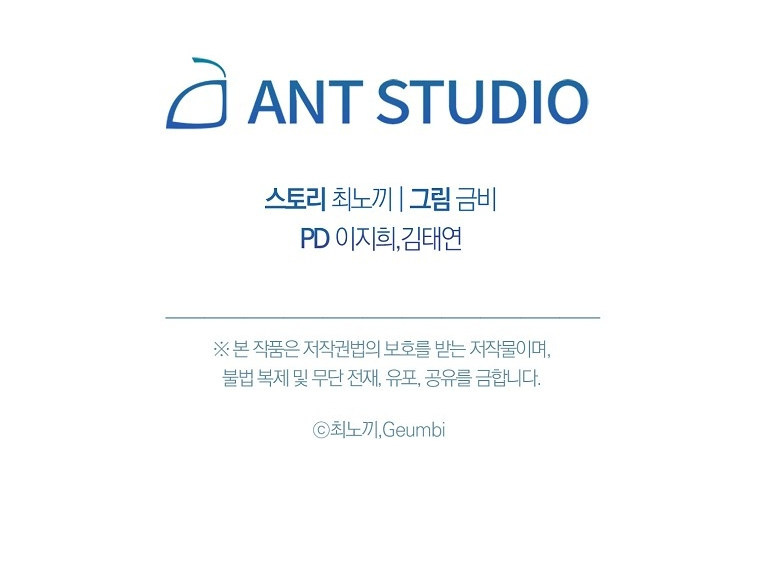 ANT STUDIO
스토리 최노끼 | 그림 금비
PD 이지희,김태연
※ 본 작품은 저작권법의 보호를 받는 저작물이며,
불법 복제 및 무단 전재, 유포, 공유를 금합니다.
ⓒ최노끼,Geumbi